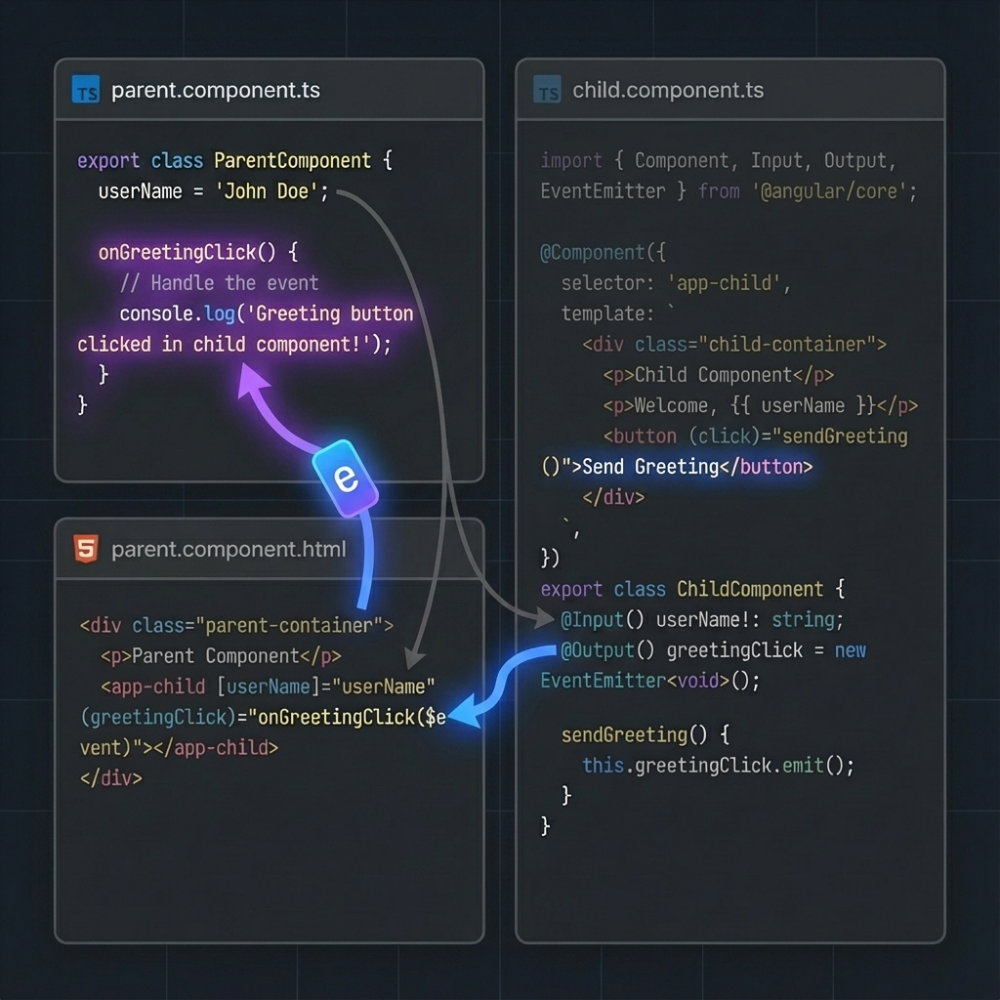 TS parent.component.ts
export class ParentComponent {
userName = 'John Doe';
onGreetingClick() {
// Handle the event
console.log('Greeting button
clicked in child component!');
}
}
e
5 parent.component.html
<div class="parent-container">
<p>Parent Component</p>
<app-child [userName]="userName"
(greetingClick)="onGreetingClick($e
vent)"></app-child>
</div>
TS child.component.ts
import { Component, Input, Output,
EventEmitter } from '@angular/core';
@Component({
selector: 'app-child',
template: `
<div class="child-container">
<p>Child Component</p>
<p>Welcome, {{ userName }}</p>
<button (click)="sendGreeting
()">Send Greeting</button>
</div>
`,
})
export class ChildComponent {
@Input() userName!: string;
@Output() greetingClick = new
EventEmitter<void>();
sendGreeting() {
this.greetingClick.emit();
}
}